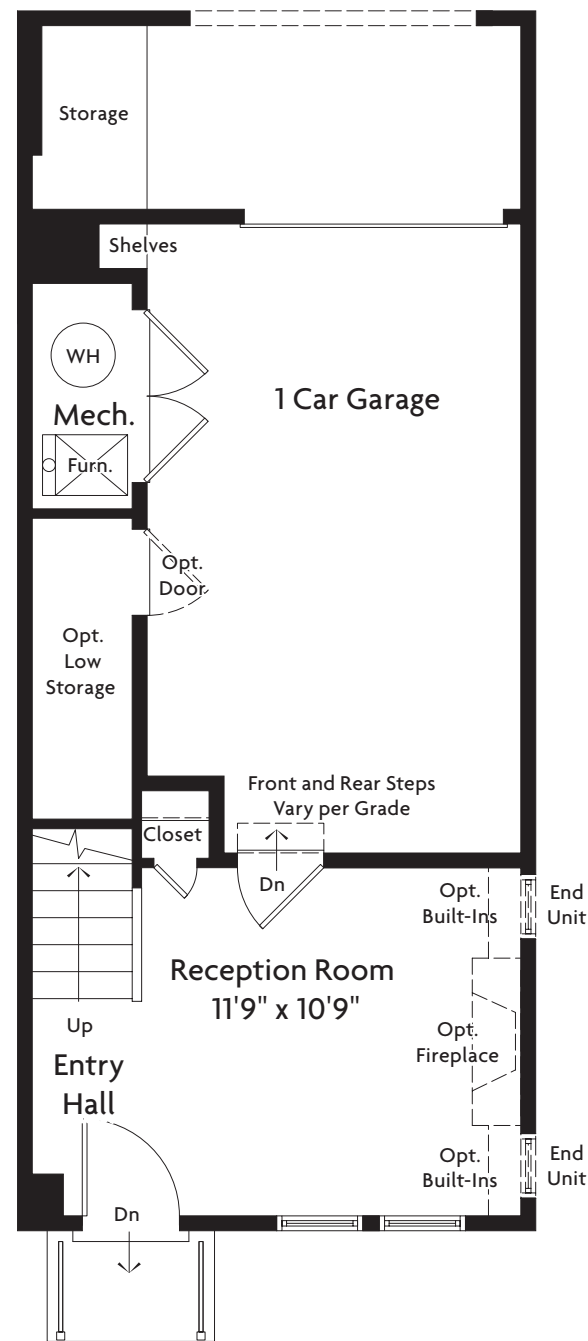 Storage
Shelves
WH
Mech.
Furn.
1 Car Garage
Opt.
Door
Opt.
Low
Storage
Front and Rear Steps
Vary per Grade
Closet
Dn
Opt.
Built-Ins
End
Unit
Reception Room
11'9" x 10'9"
Up
Opt.
Fireplace
Entry
Hall
Opt.
Built-Ins
End
Unit
Dn